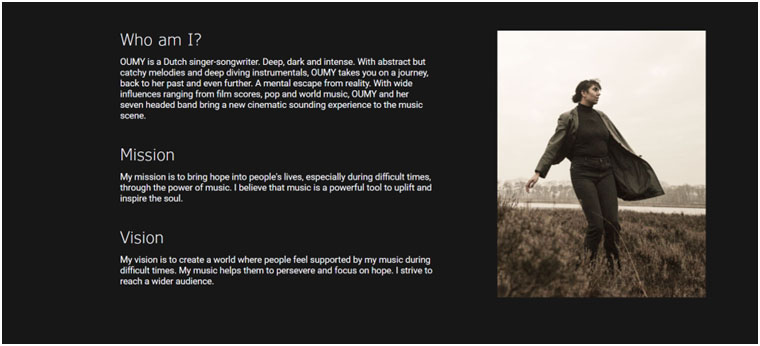 Who am I?
OUMY is a Dutch singer-songwriter. Deep, dark and intense. With abstract but
catchy melodies and deep diving instrumentals, OUMY takes you on a journey,
back to her past and even further. A mental escape from reality. With wide
influences ranging from film scores, pop and world music, OUMY and her
seven headed band bring a new cinematic sounding experience to the music
scene.
Mission
My mission is to bring hope into people's lives, especially during difficult times,
through the power of music. I believe that music is a powerful tool to uplift and
inspire the soul.
Vision
My vision is to create a world where people feel supported by my music during
difficult times. My music helps them to persevere and focus on hope. I strive to
reach a wider audience.